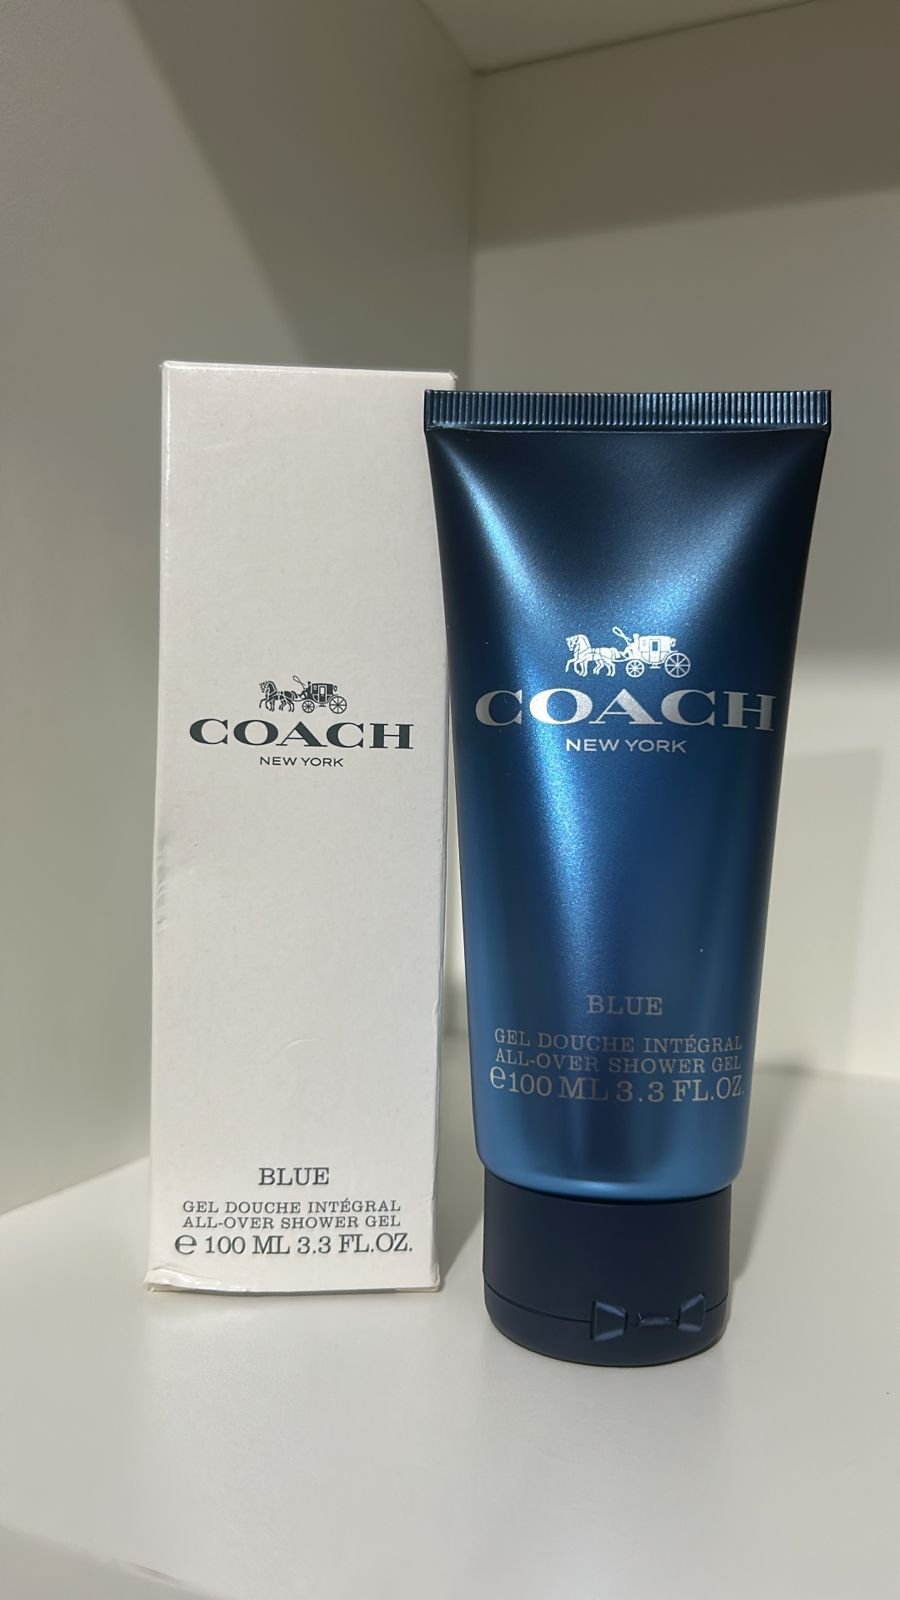 COACH
NEW YORK
BLUE
GEL DOUCHE INTÉGRAL
ALL-OVER SHOWER GEL
℮ 100 ML 3.3 FL.OZ.
COACH
NEW YORK
BLUE
GEL DOUCHE INTÉGRAL
ALL-OVER SHOWER GEL
℮100 ML 3.3 FL.OZ.